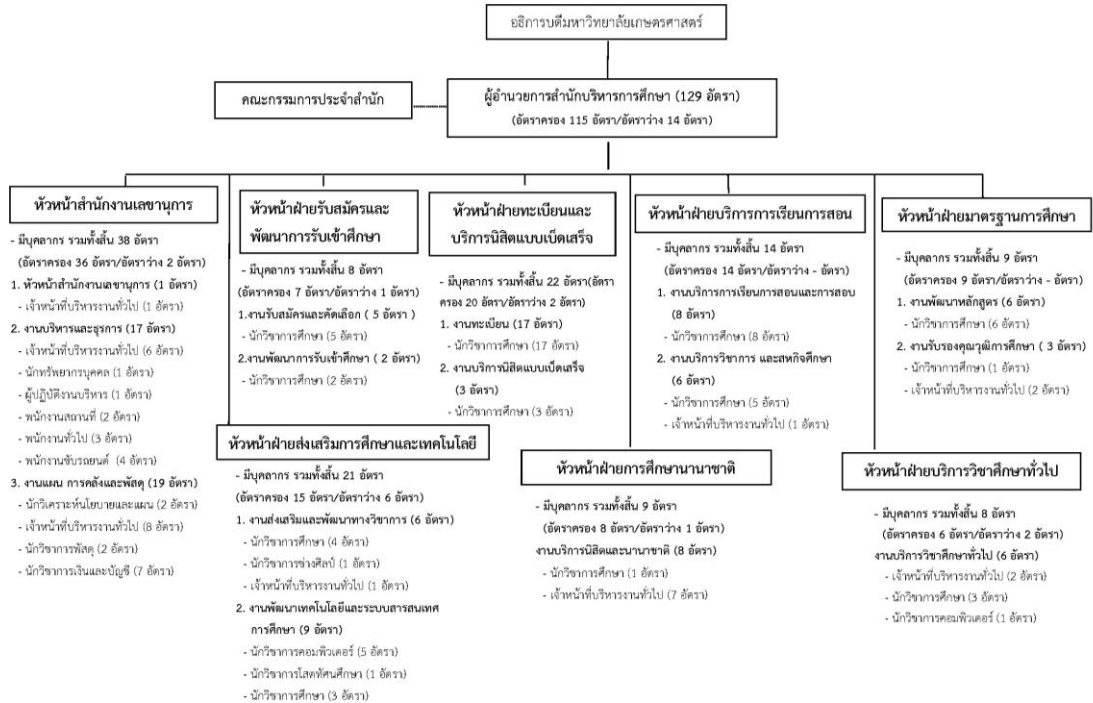 อธิการบดีมหาวิทยาลัยเกษตรศาสตร์
คณะกรรมการประจำสำนัก
ผู้อำนวยการสำนักบริหารการศึกษา (129 อัตรา)
(อัตราครอง 115 อัตรา/อัตราว่าง 14 อัตรา)
หัวหน้าสำนักงานเลขานุการ
- มีบุคลากร รวมทั้งสิ้น 38 อัตรา
(อัตราครอง 36 อัตรา/อัตราว่าง 2 อัตรา)
1. หัวหน้าสำนักงานเลขานุการ (1 อัตรา)
- เจ้าหน้าที่บริหารงานทั่วไป (1 อัตรา)
2. งานบริหารและธุรการ (17 อัตรา)
- เจ้าหน้าที่บริหารงานทั่วไป (6 อัตรา)
- นักทรัพยากรบุคคล (1 อัตรา)
- ผู้ปฏิบัติงานบริหาร (1 อัตรา)
- พนักงานสถานที่ (2 อัตรา)
- พนักงานทั่วไป (3 อัตรา)
- พนักงานขับรถยนต์ (4 อัตรา)
3. งานแผน การคลังและพัสดุ (19 อัตรา)
- นักวิเคราะห์นโยบายและแผน (2 อัตรา)
- เจ้าหน้าที่บริหารงานทั่วไป (8 อัตรา)
- นักวิชาการพัสดุ (2 อัตรา)
- นักวิชาการเงินและบัญชี (7 อัตรา)
หัวหน้าฝ่ายรับสมัครและ
พัฒนาการรับเข้าศึกษา
- มีบุคลากร รวมทั้งสิ้น 8 อัตรา
(อัตราครอง 7 อัตรา/อัตราว่าง 1 อัตรา)
1.งานรับสมัครและคัดเลือก ( 5 อัตรา )
- นักวิชาการศึกษา (5 อัตรา)
2.งานพัฒนาการรับเข้าศึกษา ( 2 อัตรา)
- นักวิชาการศึกษา (2 อัตรา)
หัวหน้าฝ่ายทะเบียนและ
บริการนิสิตแบบเบ็ดเสร็จ
- มีบุคลากร รวมทั้งสิ้น 22 อัตรา(อัตรา
ครอง 20 อัตรา/อัตราว่าง 2 อัตรา)
1. งานทะเบียน (17 อัตรา)
- นักวิชาการศึกษา (17 อัตรา)
2. งานบริการนิสิตแบบเบ็ดเสร็จ
(3 อัตรา)
- นักวิชาการศึกษา (3 อัตรา)
หัวหน้าฝ่ายบริการการเรียนการสอน
- มีบุคลากร รวมทั้งสิ้น 14 อัตรา
(อัตราครอง 14 อัตรา/อัตราว่าง - อัตรา)
1. งานบริการการเรียนการสอนและการสอบ
(8 อัตรา)
- นักวิชาการศึกษา (8 อัตรา)
2. งานบริการวิชาการ และสหกิจศึกษา
(6 อัตรา)
- นักวิชาการศึกษา (5 อัตรา)
- เจ้าหน้าที่บริหารงานทั่วไป (1 อัตรา)
หัวหน้าฝ่ายมาตรฐานการศึกษา
- มีบุคลากร รวมทั้งสิ้น 9 อัตรา
(อัตราครอง 9 อัตรา/อัตราว่าง - อัตรา)
1. งานพัฒนาหลักสูตร (6 อัตรา)
- นักวิชาการศึกษา (6 อัตรา)
2. งานรับรองคุณวุฒิการศึกษา ( 3 อัตรา)
- นักวิชาการศึกษา (1 อัตรา)
- เจ้าหน้าที่บริหารงานทั่วไป (2 อัตรา)
หัวหน้าฝ่ายส่งเสริมการศึกษาและเทคโนโลยี
- มีบุคลากร รวมทั้งสิ้น 21 อัตรา
(อัตราครอง 15 อัตรา/อัตราว่าง 6 อัตรา)
1. งานส่งเสริมและพัฒนาทางวิชาการ (6 อัตรา)
- นักวิชาการศึกษา (4 อัตรา)
- นักวิชาการช่างศิลป์ (1 อัตรา)
- เจ้าหน้าที่บริหารงานทั่วไป (1 อัตรา)
2. งานพัฒนาเทคโนโลยีและระบบสารสนเทศ
การศึกษา (9 อัตรา)
- นักวิชาการคอมพิวเตอร์ (5 อัตรา)
- นักวิชาการโสตทัศนศึกษา (1 อัตรา)
- นักวิชาการศึกษา (3 อัตรา)
หัวหน้าฝ่ายการศึกษานานาชาติ
- มีบุคลากร รวมทั้งสิ้น 9 อัตรา
(อัตราครอง 8 อัตรา/อัตราว่าง 1 อัตรา)
งานบริการนิสิตและนานาชาติ (8 อัตรา)
- นักวิชาการศึกษา (1 อัตรา)
- เจ้าหน้าที่บริหารงานทั่วไป (7 อัตรา)
หัวหน้าฝ่ายบริการวิชาศึกษาทั่วไป
- มีบุคลากร รวมทั้งสิ้น 8 อัตรา
(อัตราครอง 6 อัตรา/อัตราว่าง 2 อัตรา)
งานบริการวิชาศึกษาทั่วไป (6 อัตรา)
- เจ้าหน้าที่บริหารงานทั่วไป (2 อัตรา)
- นักวิชาการศึกษา (3 อัตรา)
- นักวิชาการคอมพิวเตอร์ (1 อัตรา)